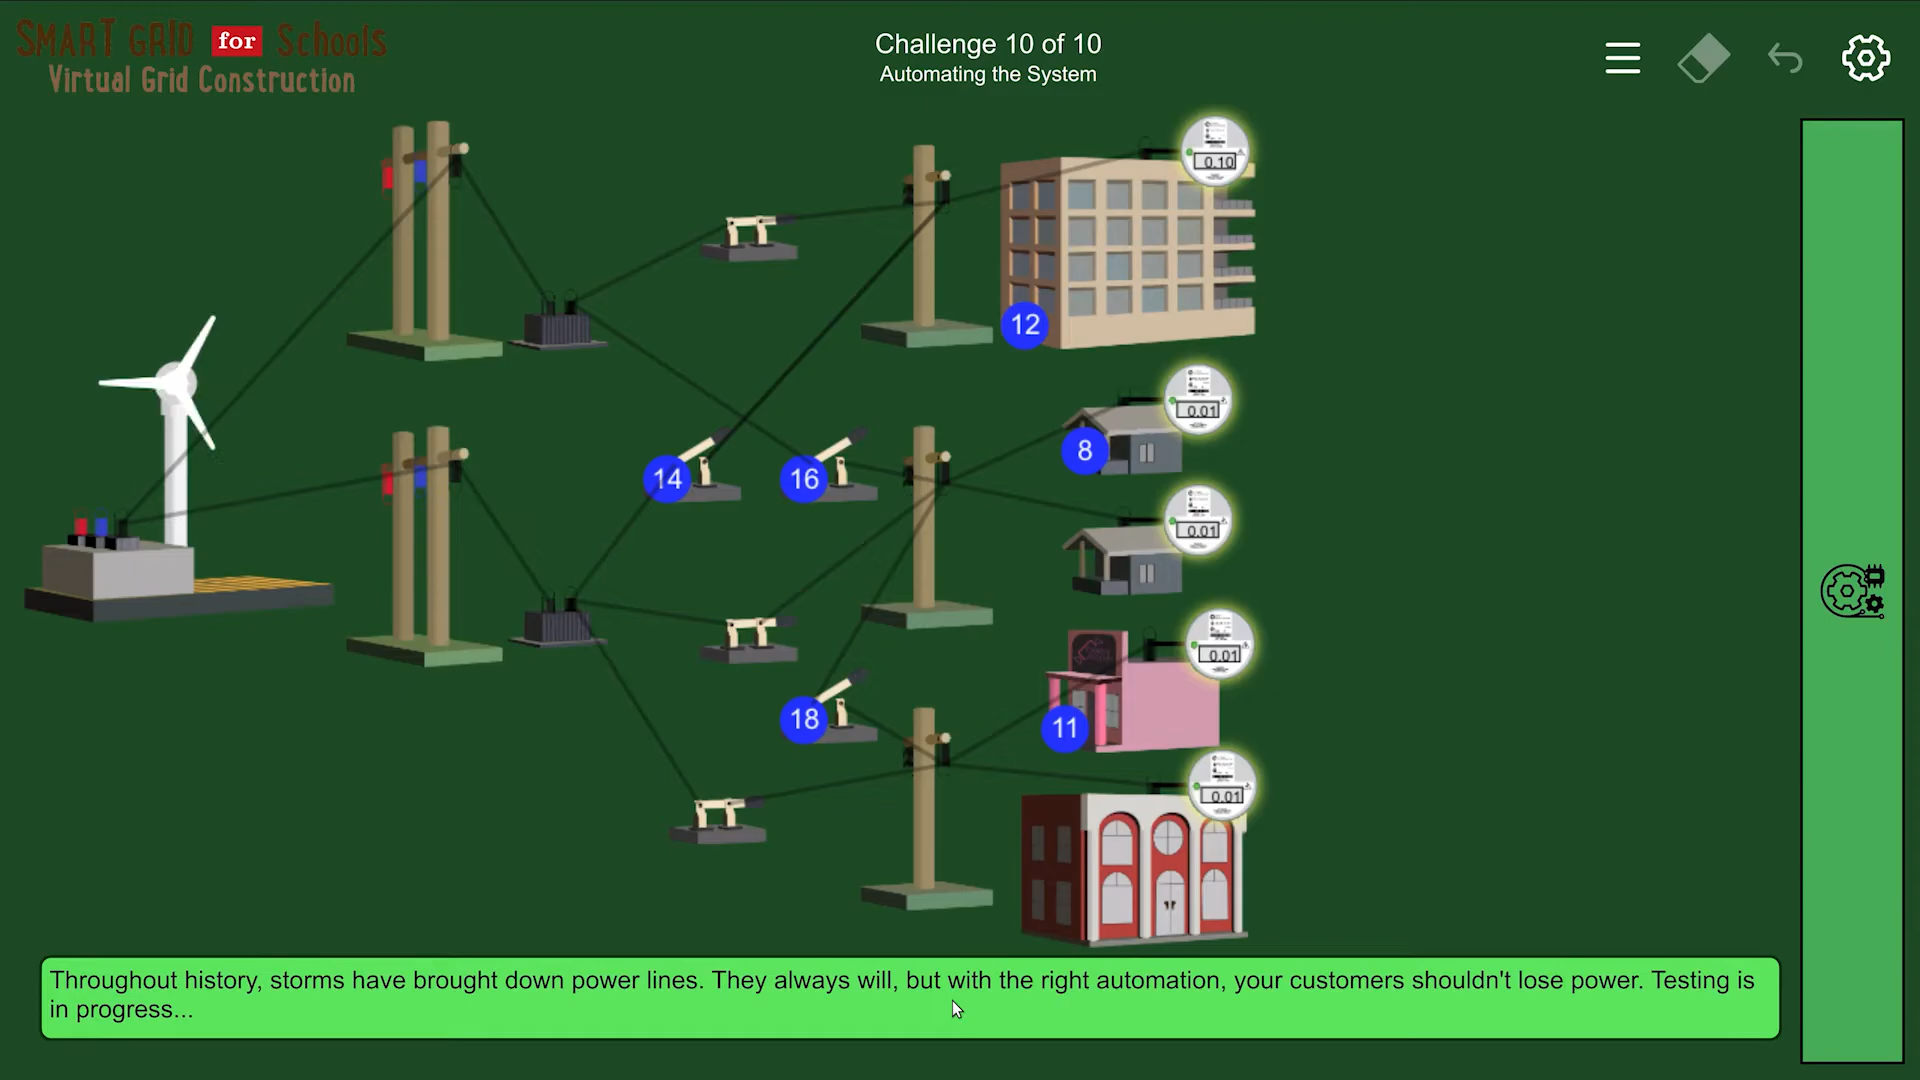 SMART GRID for Schools
Virtual Grid Construction
Challenge 10 of 10
Automating the System
0.10
12
0.01
8
14
16
0.01
0.01
18
11
0.01
Throughout history, storms have brought down power lines. They always will, but with the right automation, your customers shouldn't lose power. Testing is
in progress...